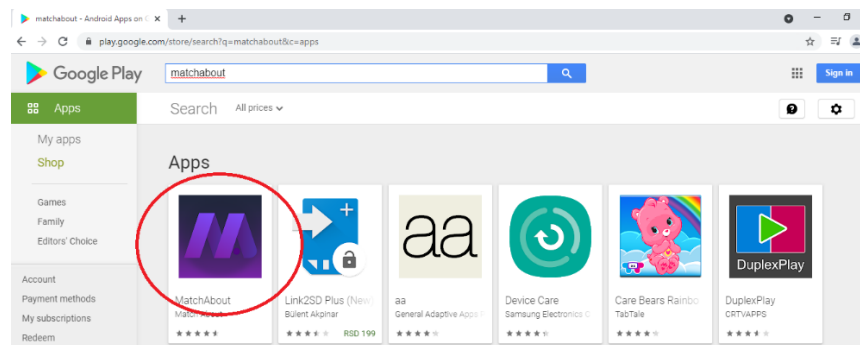 matchabout - Android Apps on G
play.google.com/store/search?q=matchabout&c=apps
Google Play
matchabout
Sign in
Apps
Search
All prices
My apps
Shop
Games
Family
Editors' Choice
Account
Payment methods
My subscriptions
Redeem
Apps
MatchAbout
Match About
Link2SD Plus (New)
Bülent Akpinar
RSD 199
aa
aa
General Adaptive Apps
Device Care
Samsung Electronics C
Care Bears Rainbo
TabTale
DuplexPlay
DuplexPlay
CRTVAPPS